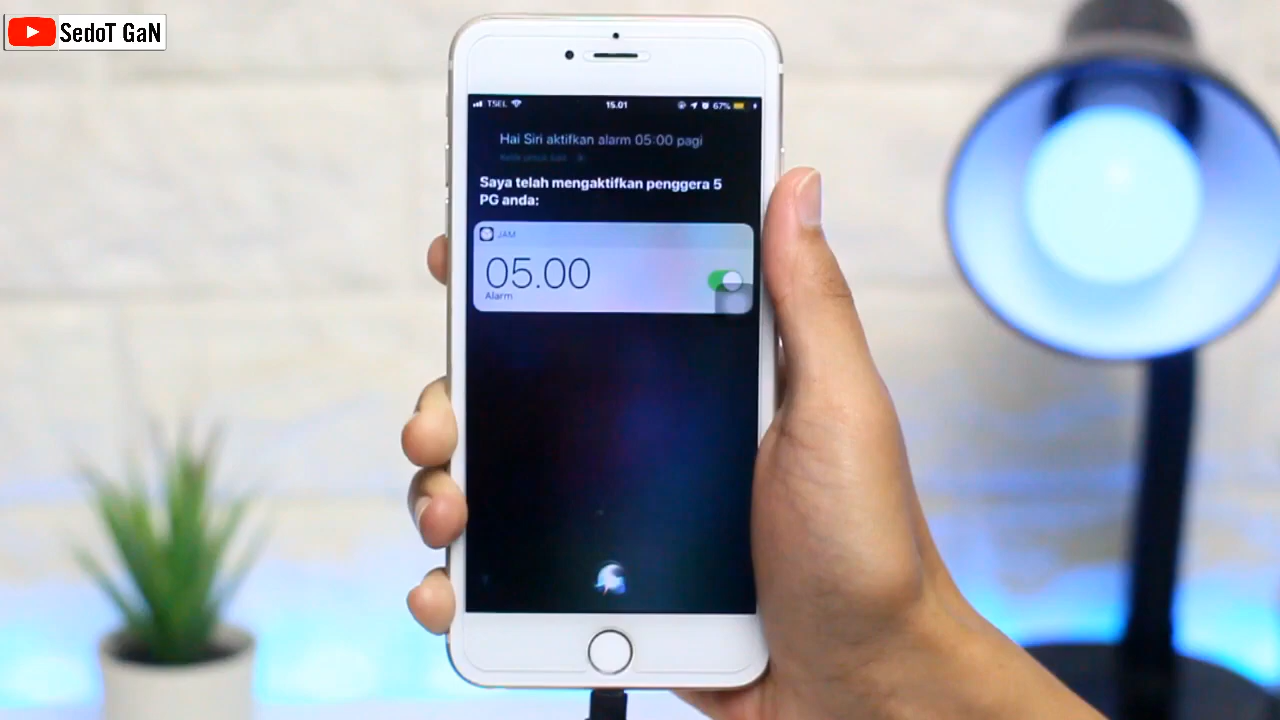 SedoT GaN
TSEL 15.01 67%
Hai Siri aktifkan alarm 05:00 pagi
Saya telah mengaktifkan penggera 5
PG anda:
JAM
05.00
Alarm